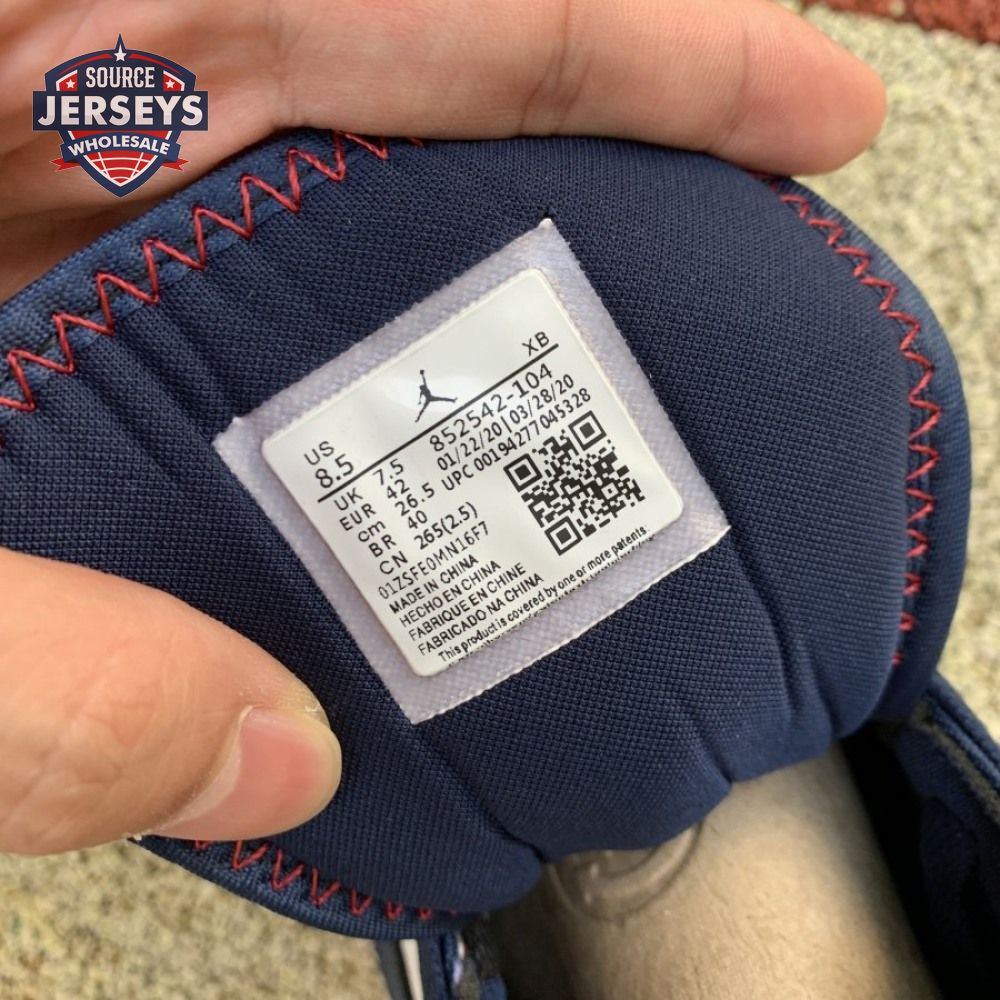 SOURCE
JERSEYS
WHOLESALE
XB
US
8.5
852542-104
UK 7.5
01/22/20|03/28/20
EUR 42
UPC 00194277045328
cm 26.5
BR 40
CN 265(2.5)
01ZSFE0MN16F7
MADE IN CHINA
HECHO EN CHINA
FABRIQUE EN CHINE
FABRICADO NA CHINA
This product is covered by one or more patents: